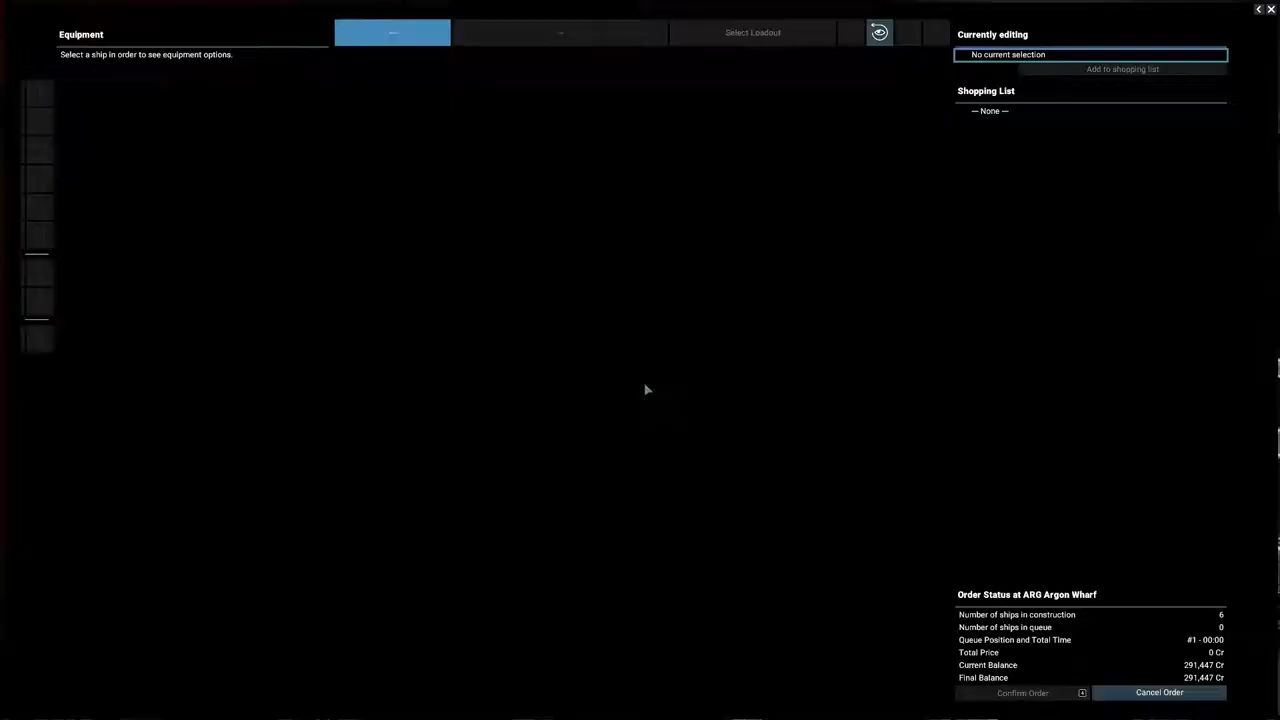 Equipment
Select a ship in order to see equipment options.
Select Loadout
Currently editing
No current selection
Add to shopping list
Shopping List
— None —
Order Status at ARG Argon Wharf
Number of ships in construction 6
Number of ships in queue 0
Queue Position and Total Time #1 - 00:00
Total Price 0 Cr
Current Balance 291,447 Cr
Final Balance 291,447 Cr
Confirm Order
Cancel Order